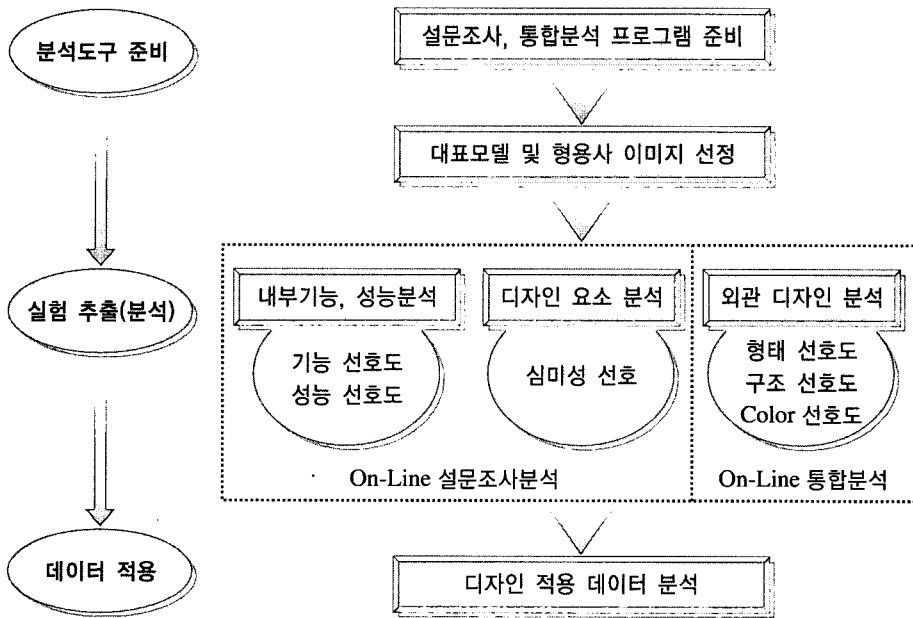 분석도구 준비
설문조사, 통합분석 프로그램 준비
대표모델 및 형용사 이미지 선정
실험 추출(분석)
내부기능, 성능분석
기능 선호도
성능 선호도
디자인 요소 분석
심미성 선호
On-Line 설문조사분석
외관 디자인 분석
형태 선호도
구조 선호도
Color 선호도
On-Line 통합분석
데이터 적용
디자인 적용 데이터 분석